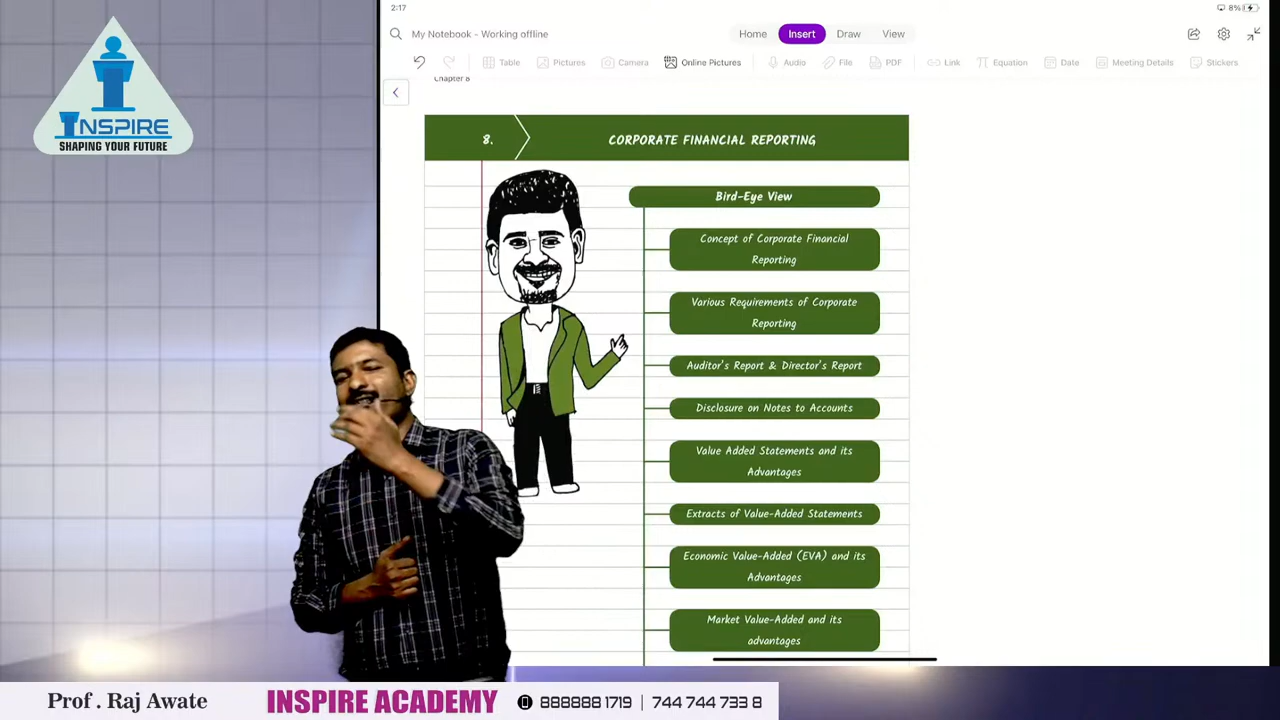 2:17
8%
My Notebook - Working offline
Home
Insert
Draw
View
Table
Pictures
Camera
Online Pictures
Audio
File
PDF
Link
Equation
Date
Meeting Details
Stickers
Chapter 8
INSPIRE
SHAPING YOUR FUTURE
8.
CORPORATE FINANCIAL REPORTING
Bird-Eye View
Concept of Corporate Financial
Reporting
Various Requirements of Corporate
Reporting
Auditor's Report & Director's Report
Disclosure on Notes to Accounts
Value Added Statements and its
Advantages
Extracts of Value-Added Statements
Economic Value-Added (EVA) and its
Advantages
Market Value-Added and its
advantages
Prof . Raj Awate
INSPIRE ACADEMY
888888 1719 | 744 744 733 8